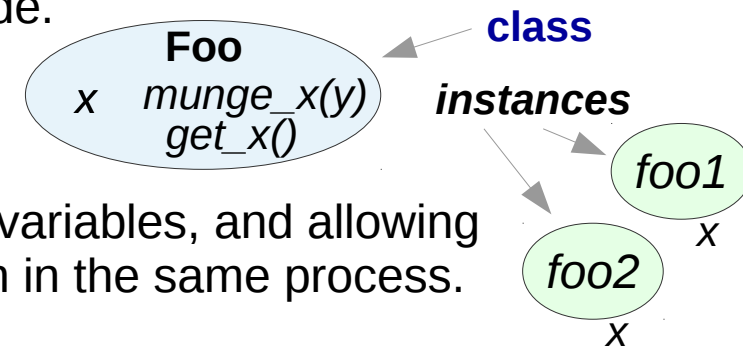 de.
class
Foo
x munge_x(y)
get_x()
instances
foo1
x
variables, and allowing
in the same process.
foo2
x